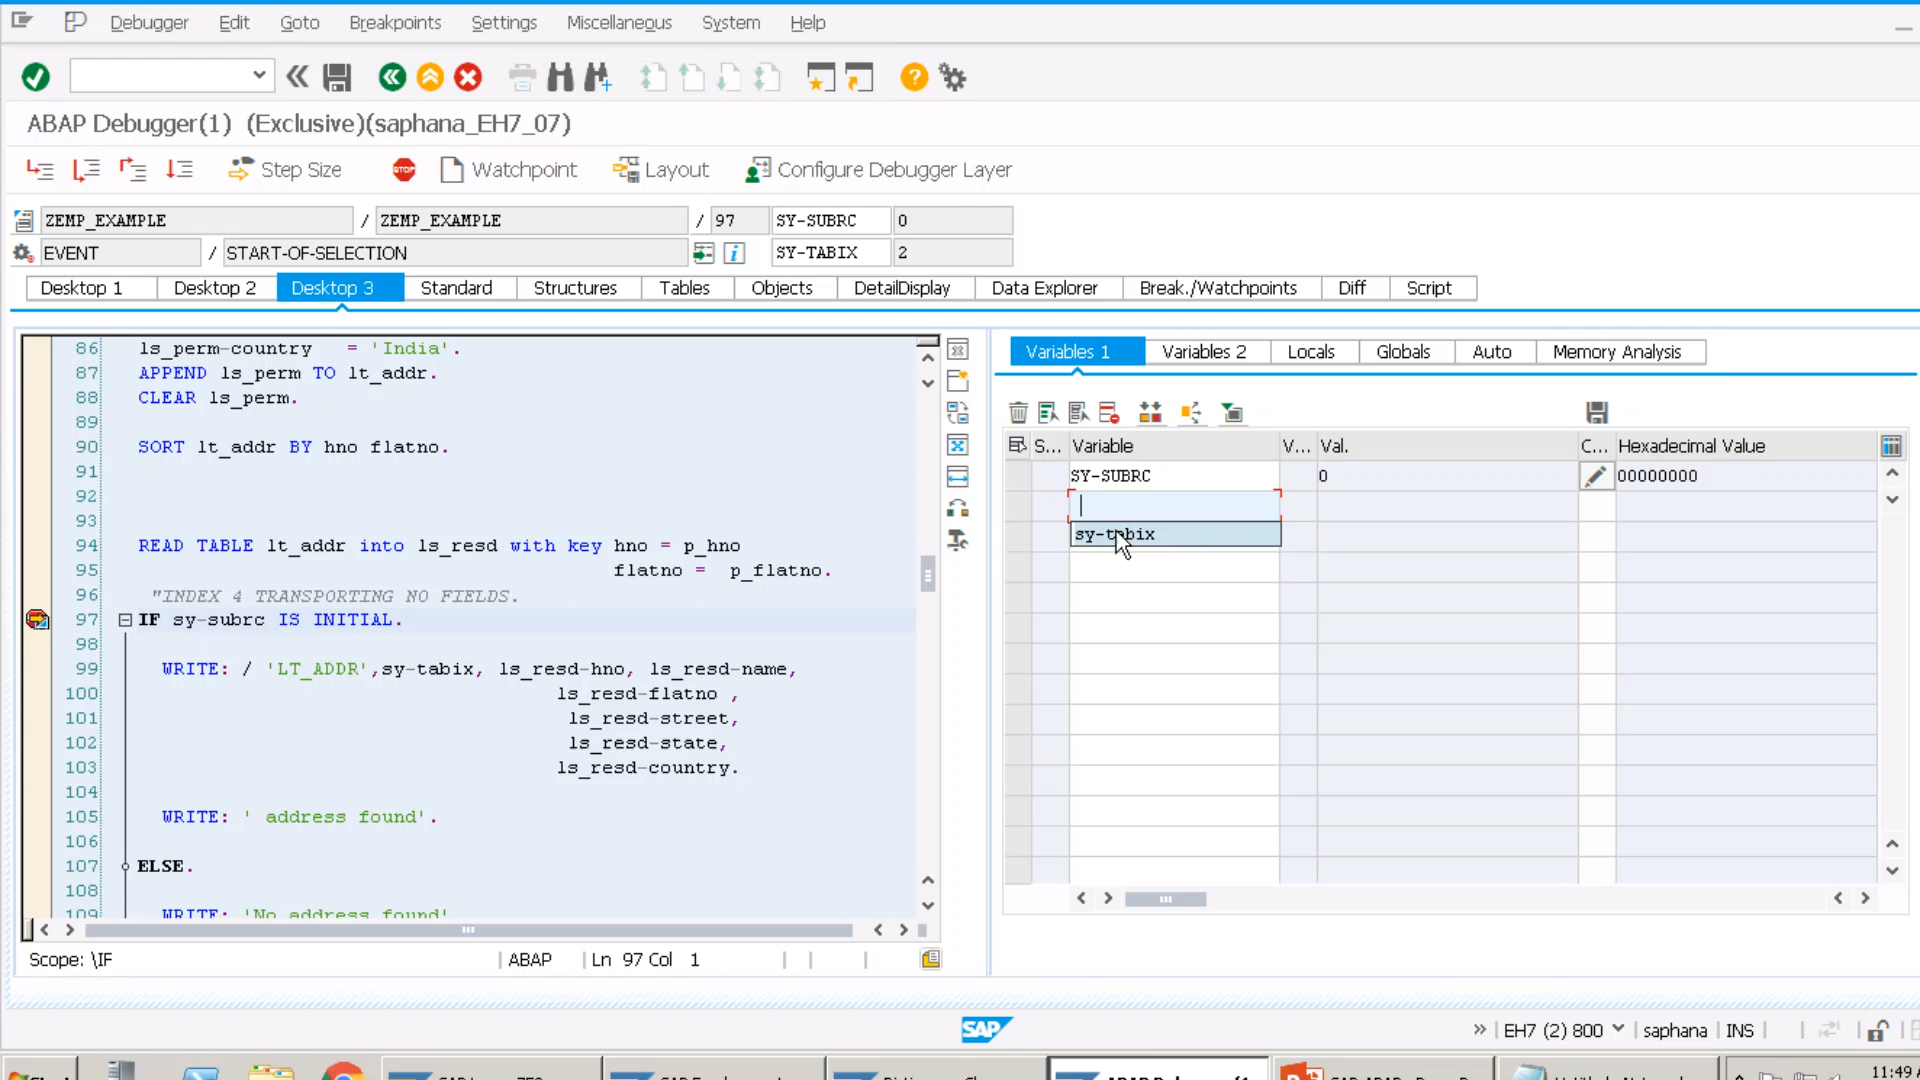 Debugger Edit Goto Breakpoints Settings Miscellaneous System Help
ABAP Debugger(1) (Exclusive)(saphana_EH7_07)
Step Size STOP Watchpoint Layout Configure Debugger Layer
ZEMP_EXAMPLE / ZEMP_EXAMPLE / 97 SY-SUBRC 0
EVENT / START-OF-SELECTION SY-TABIX 2
Desktop 1 Desktop 2 Desktop 3 Standard Structures Tables Objects DetailDisplay Data Explorer Break./Watchpoints Diff Script
86 ls_perm-country = 'India'.
87 APPEND ls_perm TO lt_addr.
88 CLEAR ls_perm.
89
90 SORT lt_addr BY hno flatno.
91
92
93
94 READ TABLE lt_addr into ls_resd with key hno = p_hno
95 flatno = p_flatno.
96 "INDEX 4 TRANSPORTING NO FIELDS.
97 IF sy-subrc IS INITIAL.
98
99 WRITE: / 'LT_ADDR',sy-tabix, ls_resd-hno, ls_resd-name,
100 ls_resd-flatno ,
101 ls_resd-street,
102 ls_resd-state,
103 ls_resd-country.
104
105 WRITE: ' address found'.
106
107 ELSE.
108
109 WRITE: 'No address found'
Scope: \IF ABAP Ln 97 Col 1
Variables 1 Variables 2 Locals Globals Auto Memory Analysis
S... Variable V... Val. C... Hexadecimal Value
SY-SUBRC 0 00000000
sy-tabix
SAP EH7 (2) 800 saphana INS
11:49